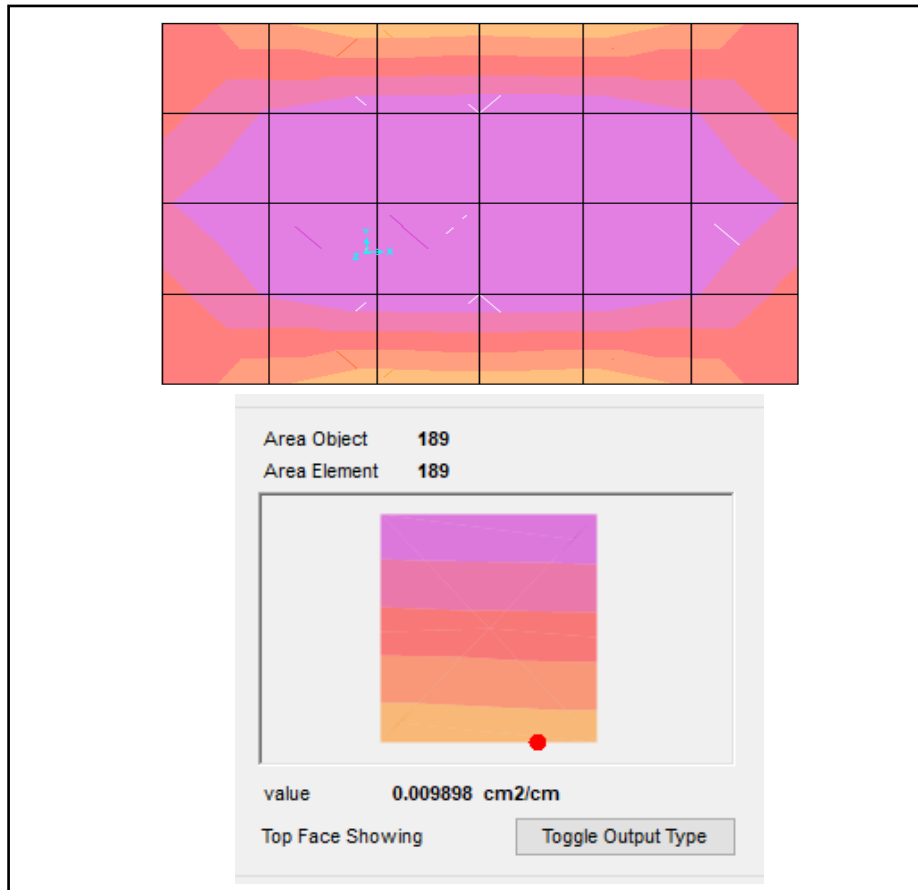 Area Object 189
Area Element 189
value 0.009898 cm2/cm
Top Face Showing Toggle Output Type